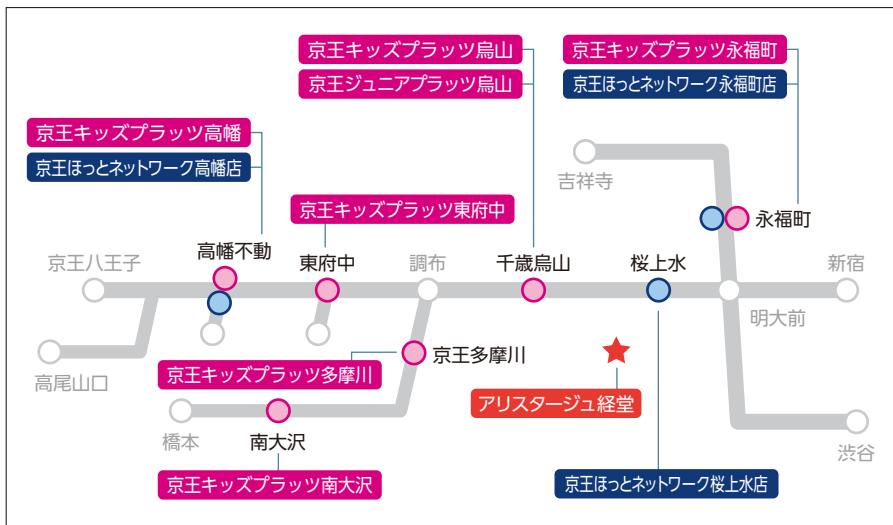 京王キッズプラッツ烏山
京王ジュニアプラッツ烏山
京王キッズプラッツ永福町
京王ほっとネットワーク永福町店
京王キッズプラッツ高幡
京王ほっとネットワーク高幡店
京王キッズプラッツ東府中
吉祥寺
永福町
高幡不動
京王八王子
東府中
調布
千歳烏山
桜上水
新宿
明大前
高尾山口
京王多摩川
京王キッズプラッツ多摩川
アリスタージュ経堂
橋本
南大沢
渋谷
京王キッズプラッツ南大沢
京王ほっとネットワーク桜上水店